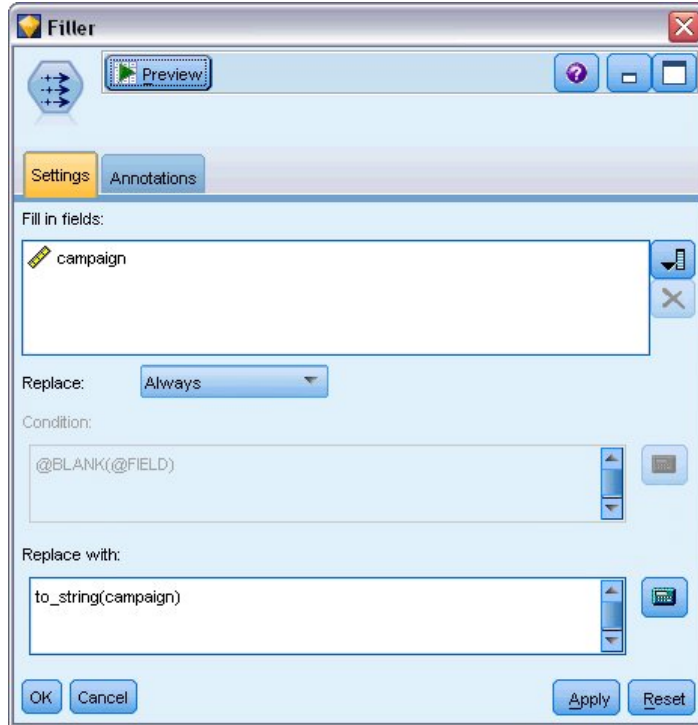 Filler
Preview
Settings Annotations
Fill in fields:
campaign
Replace: Always
Condition:
@BLANK(@FIELD)
Replace with:
to_string(campaign)
OK Cancel Apply Reset